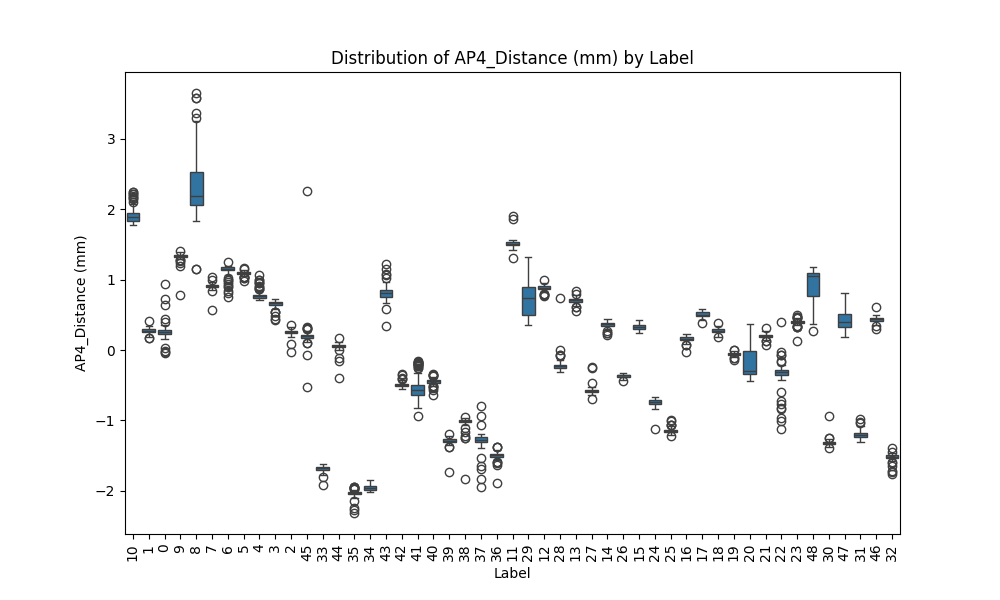 Distribution of AP4_Distance (mm) by Label
AP4_Distance (mm)
3
2
1
0
−1
−2
10 1 0 9 8 7 6 5 4 3 2 45 33 44 35 34 43 42 41 40 39 38 37 36 11 29 12 28 13 27 14 26 15 24 25 16 17 18 19 20 21 22 23 48 30 47 31 46 32
Label